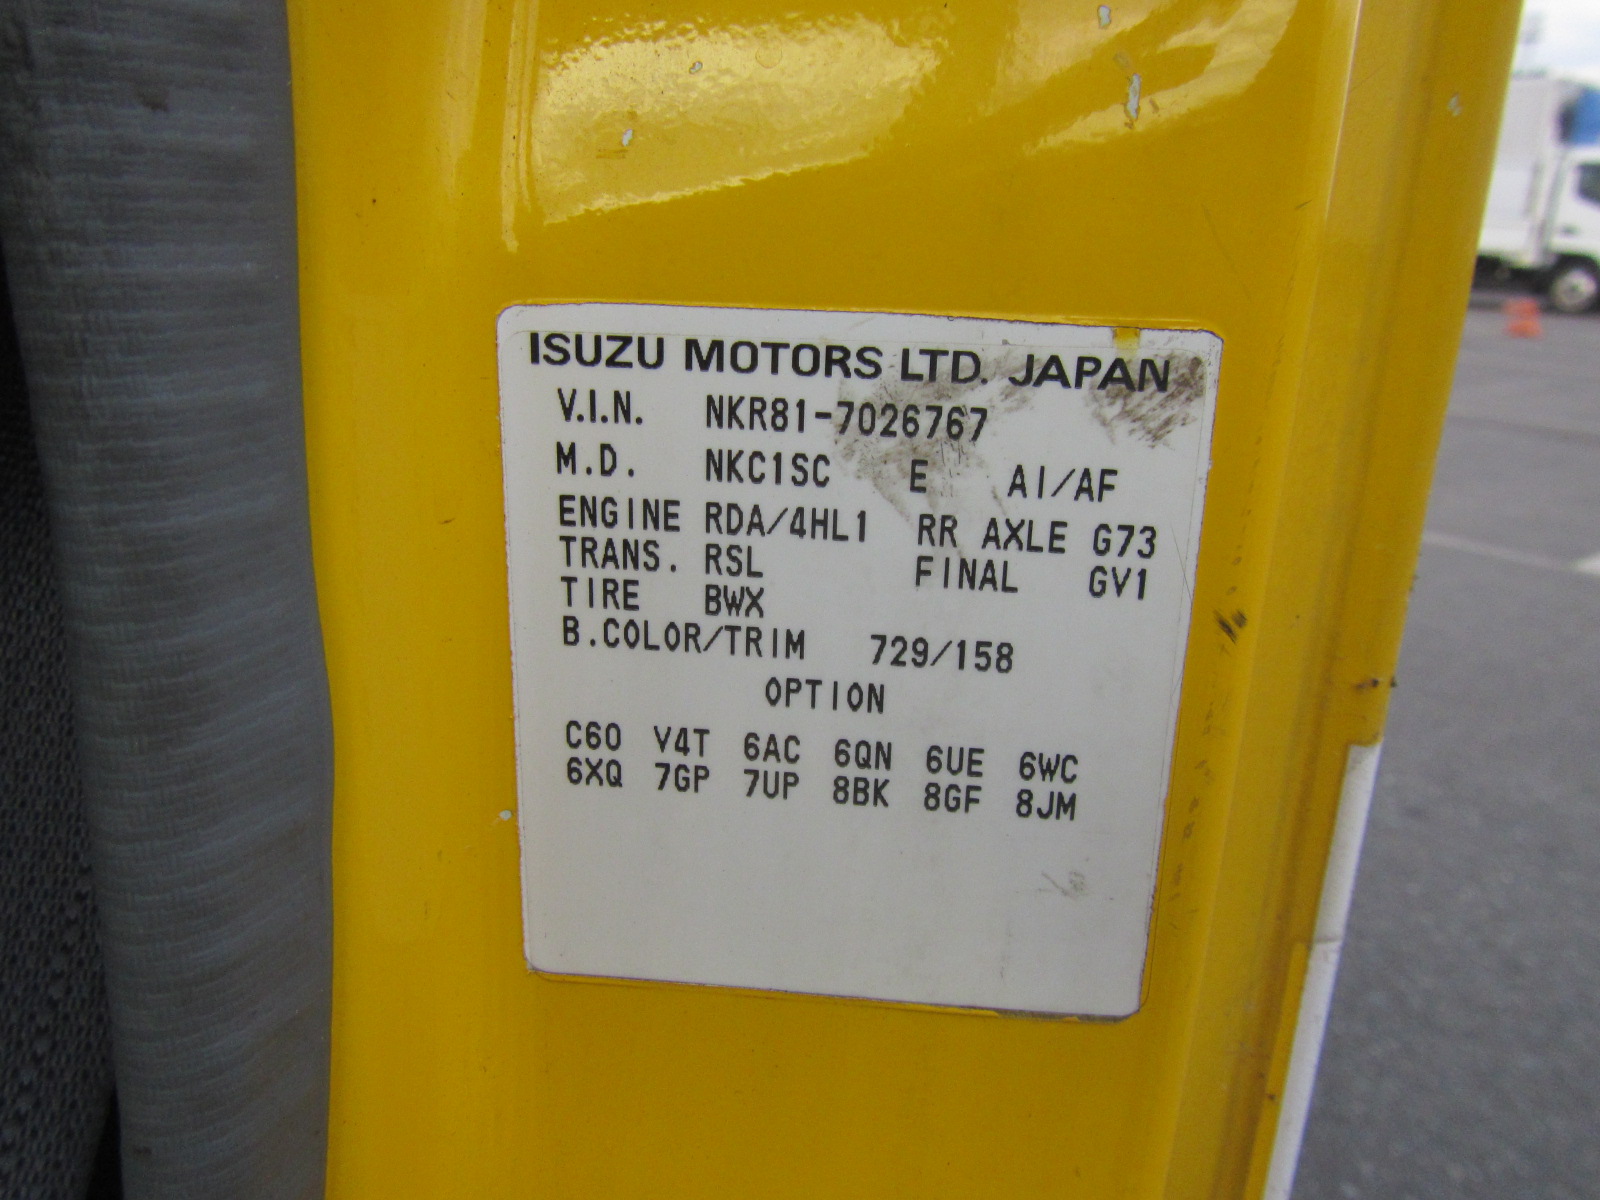 ISUZU MOTORS LTD. JAPAN
V.I.N. NKR81-7026767
M.D. NKC1SC E AI/AF
ENGINE RDA/4HL1 RR AXLE G73
TRANS. RSL FINAL GV1
TIRE BWX
B.COLOR/TRIM 729/158
OPTION
C60 V4T 6AC 6QN 6UE 6WC
6XQ 7GP 7UP 8BK 8GF 8JM